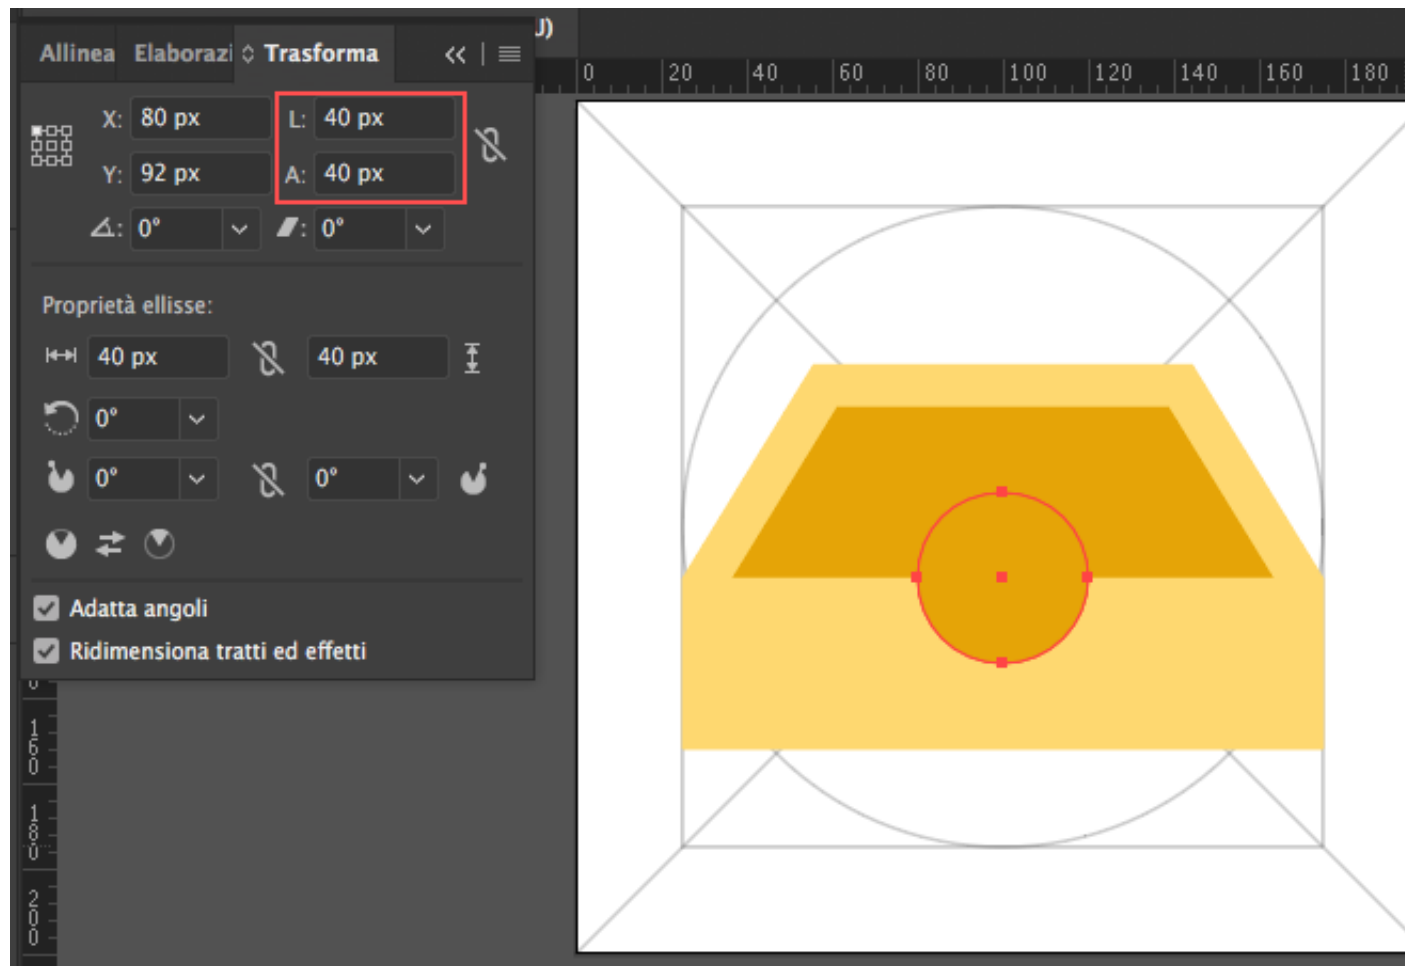 J)
Allinea Elaborazi Trasforma
0 20 40 60 80 100 120 140 160 180
X: 80 px L: 40 px
Y: 92 px A: 40 px
: 0° : 0°
Proprietà ellisse:
40 px 40 px
0°
0° 0°
Adatta angoli
Ridimensiona tratti ed effetti
160
180
200